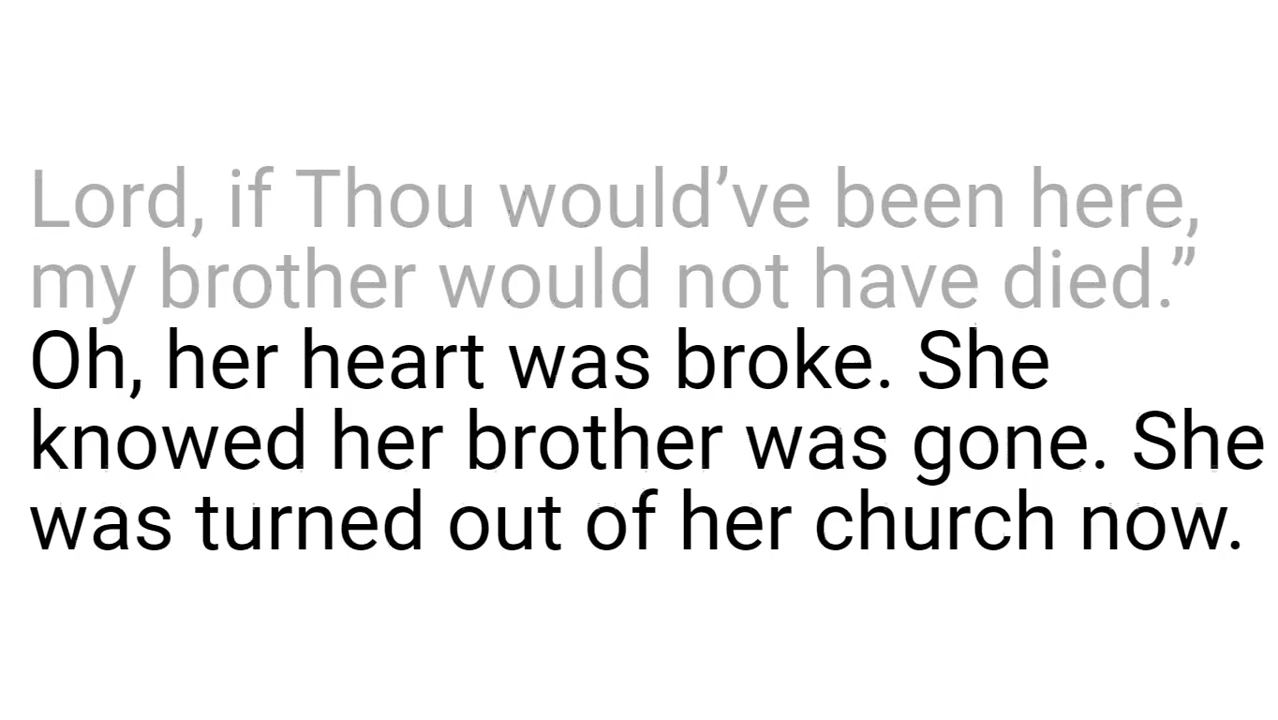 Lord, if Thou would’ve been here,
my brother would not have died.”
Oh, her heart was broke. She
knowed her brother was gone. She
was turned out of her church now.